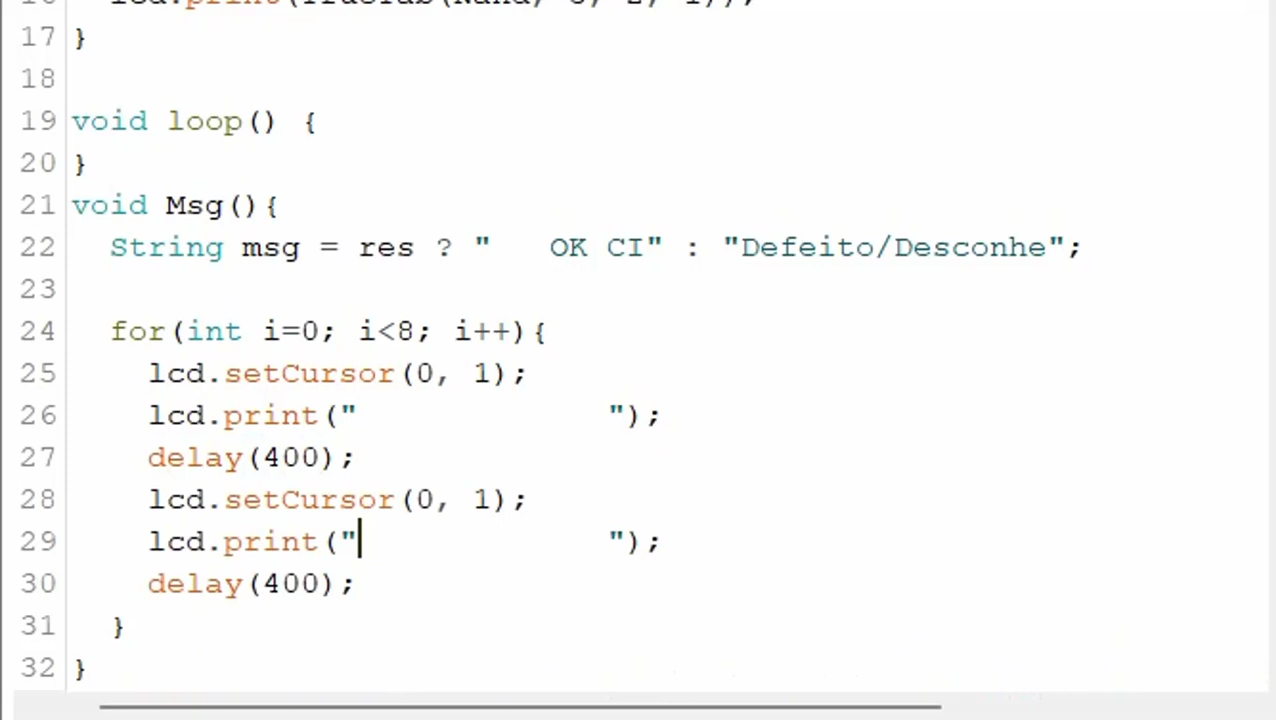 17 }
18
19 void loop() {
20 }
21 void Msg(){
22   String msg = res ? "   OK CI" : "Defeito/Desconhe";
23
24   for(int i=0; i<8; i++){
25     lcd.setCursor(0, 1);
26     lcd.print("             ");
27     delay(400);
28     lcd.setCursor(0, 1);
29     lcd.print("             ");
30     delay(400);
31   }
32 }